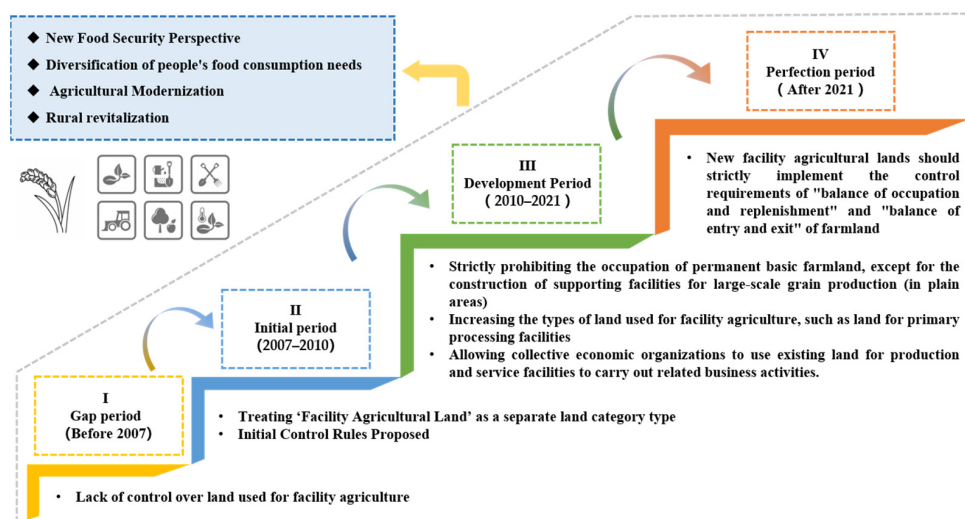 ◆ New Food Security Perspective
◆ Diversification of people's food consumption needs
◆ Agricultural Modernization
◆ Rural revitalization
IV
Perfection period
( After 2021 )
• New facility agricultural lands should
strictly implement the control
requirements of "balance of occupation
and replenishment" and "balance of
entry and exit" of farmland
III
Development Period
( 2010–2021 )
• Strictly prohibiting the occupation of permanent basic farmland, except for the
construction of supporting facilities for large-scale grain production (in plain
areas)
• Increasing the types of land used for facility agriculture, such as land for primary
processing facilities
• Allowing collective economic organizations to use existing land for production
and service facilities to carry out related business activities.
II
Initial period
(2007–2010)
• Treating ‘Facility Agricultural Land’ as a separate land category type
• Initial Control Rules Proposed
I
Gap period
(Before 2007)
• Lack of control over land used for facility agriculture